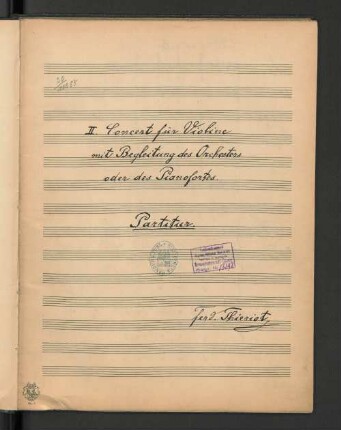 II Concert für Violine
mit Begleitung des Orchesters
oder des Pianofortes.
Partitur.
Ferd. Thieriot